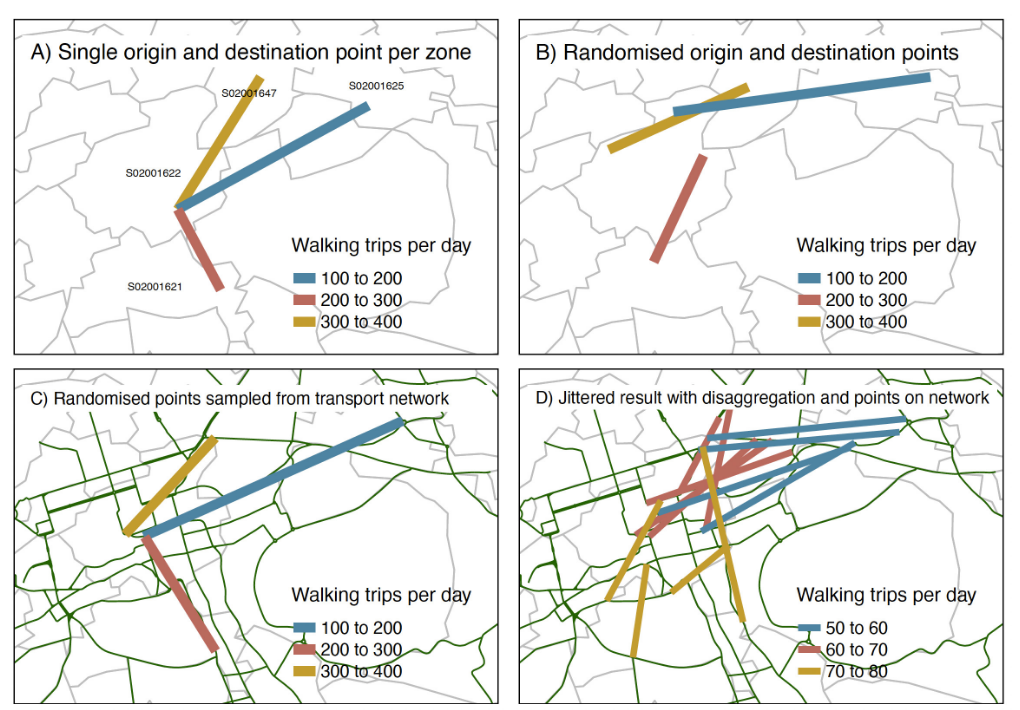 A) Single origin and destination point per zone
S02001647
S02001625
S02001622
S02001621
Walking trips per day
100 to 200
200 to 300
300 to 400
B) Randomised origin and destination points
Walking trips per day
100 to 200
200 to 300
300 to 400
C) Randomised points sampled from transport network
Walking trips per day
100 to 200
200 to 300
300 to 400
D) Jittered result with disaggregation and points on network
Walking trips per day
50 to 60
60 to 70
70 to 80